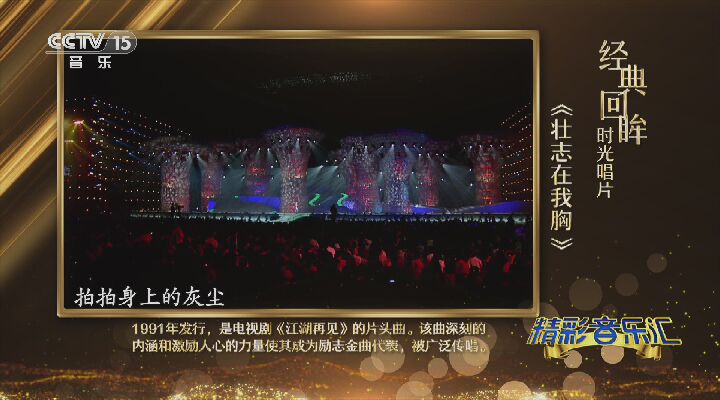 CCTV 15
音乐
经典回眸
时光唱片
《壮志在我胸》
拍拍身上的灰尘
1991年发行，是电视剧《江湖再见》的片头曲。该曲深刻的
内涵和激励人心的力量使其成为励志金曲代表，被广泛传唱。
精彩音乐汇